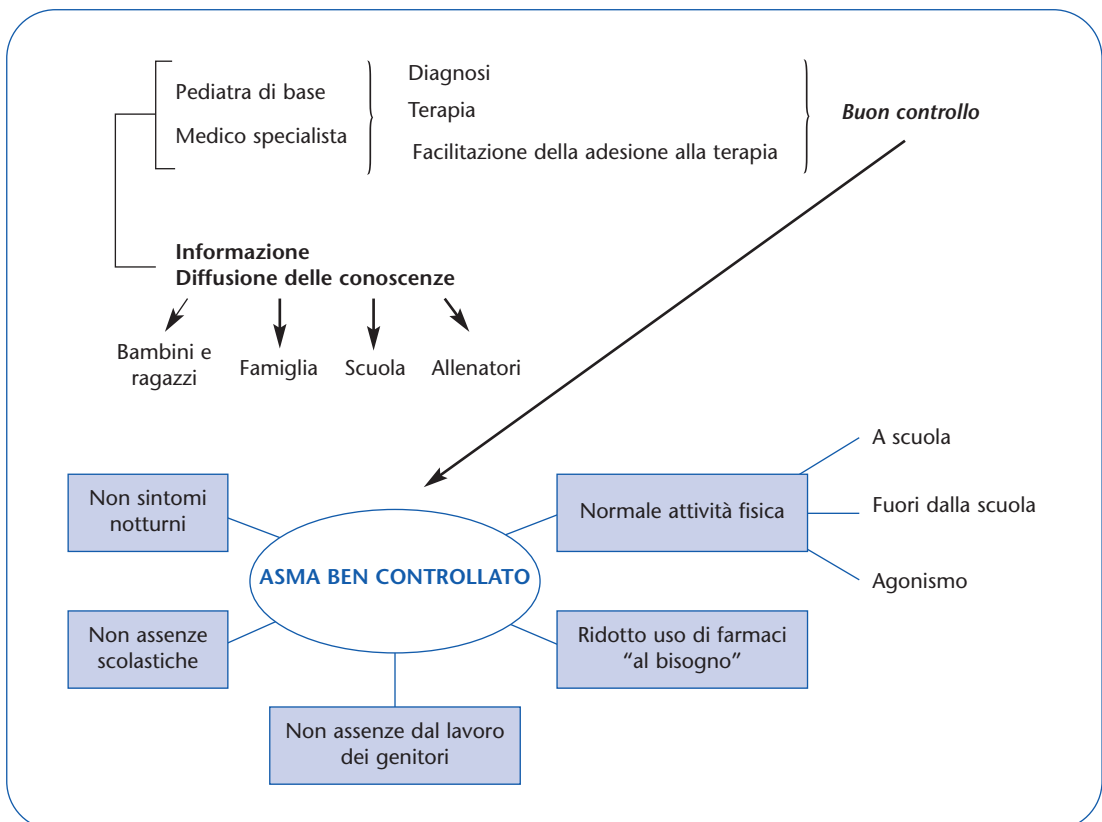 Pediatra di base
Medico specialista
Diagnosi
Terapia
Facilitazione della adesione alla terapia
Buon controllo
Informazione
Diffusione delle conoscenze
Bambini e
ragazzi
Famiglia
Scuola
Allenatori
Non sintomi
notturni
Normale attività fisica
A scuola
Fuori dalla scuola
Agonismo
ASMA BEN CONTROLLATO
Non assenze
scolastiche
Ridotto uso di farmaci
“al bisogno”
Non assenze dal lavoro
dei genitori